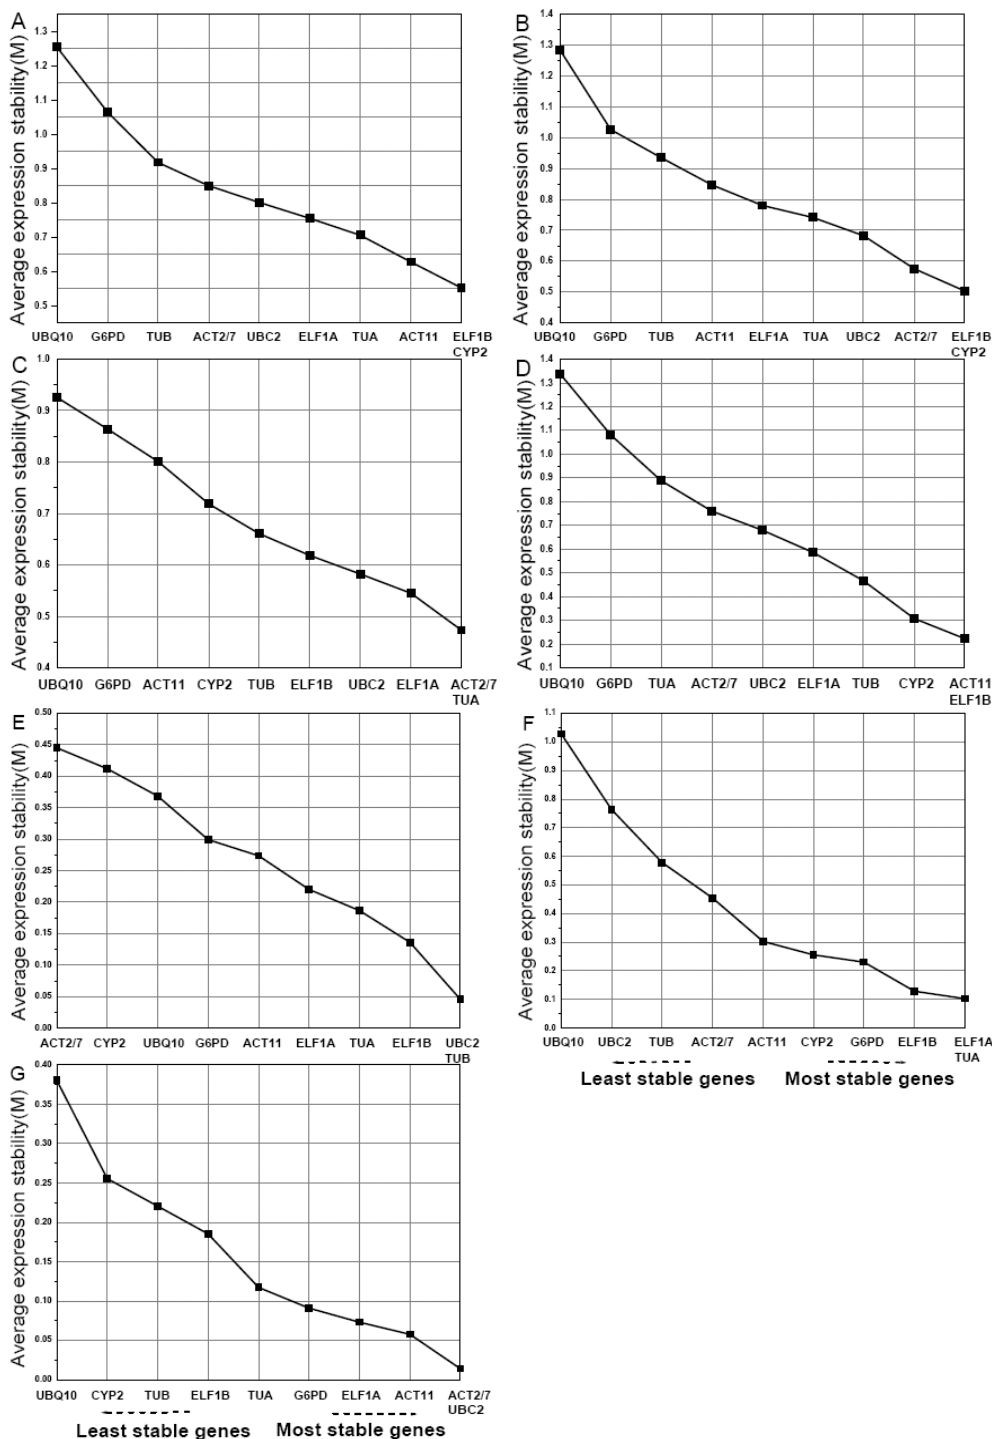 A
Average expression stability(M)
1.3
1.2
1.1
1.0
0.9
0.8
0.7
0.6
0.5
UBQ10 G6PD TUB ACT2/7 UBC2 ELF1A TUA ACT11 ELF1B
CYP2
B
Average expression stability(M)
1.4
1.3
1.2
1.1
1.0
0.9
0.8
0.7
0.6
0.5
0.4
UBQ10 G6PD TUB ACT11 ELF1A TUA UBC2 ACT2/7 ELF1B
CYP2
C
Average expression stability(M)
1.0
0.9
0.8
0.7
0.6
0.5
0.4
UBQ10 G6PD ACT11 CYP2 TUB ELF1B UBC2 ELF1A ACT2/7
TUA
D
Average expression stability(M)
1.4
1.3
1.2
1.1
1.0
0.9
0.8
0.7
0.6
0.5
0.4
0.3
0.2
0.1
UBQ10 G6PD TUA ACT2/7 UBC2 ELF1A TUB CYP2 ACT11
ELF1B
E
Average expression stability(M)
0.50
0.45
0.40
0.35
0.30
0.25
0.20
0.15
0.10
0.05
0.00
ACT2/7 CYP2 UBQ10 G6PD ACT11 ELF1A TUA ELF1B UBC2
TUB
F
Average expression stability(M)
1.1
1.0
0.9
0.8
0.7
0.6
0.5
0.4
0.3
0.2
0.1
0.0
UBQ10 UBC2 TUB ACT2/7 ACT11 CYP2 G6PD ELF1B ELF1A
TUA
Least stable genes Most stable genes
G
Average expression stability(M)
0.40
0.35
0.30
0.25
0.20
0.15
0.10
0.05
0.00
UBQ10 CYP2 TUB ELF1B TUA G6PD ELF1A ACT11 ACT2/7
UBC2
Least stable genes Most stable genes